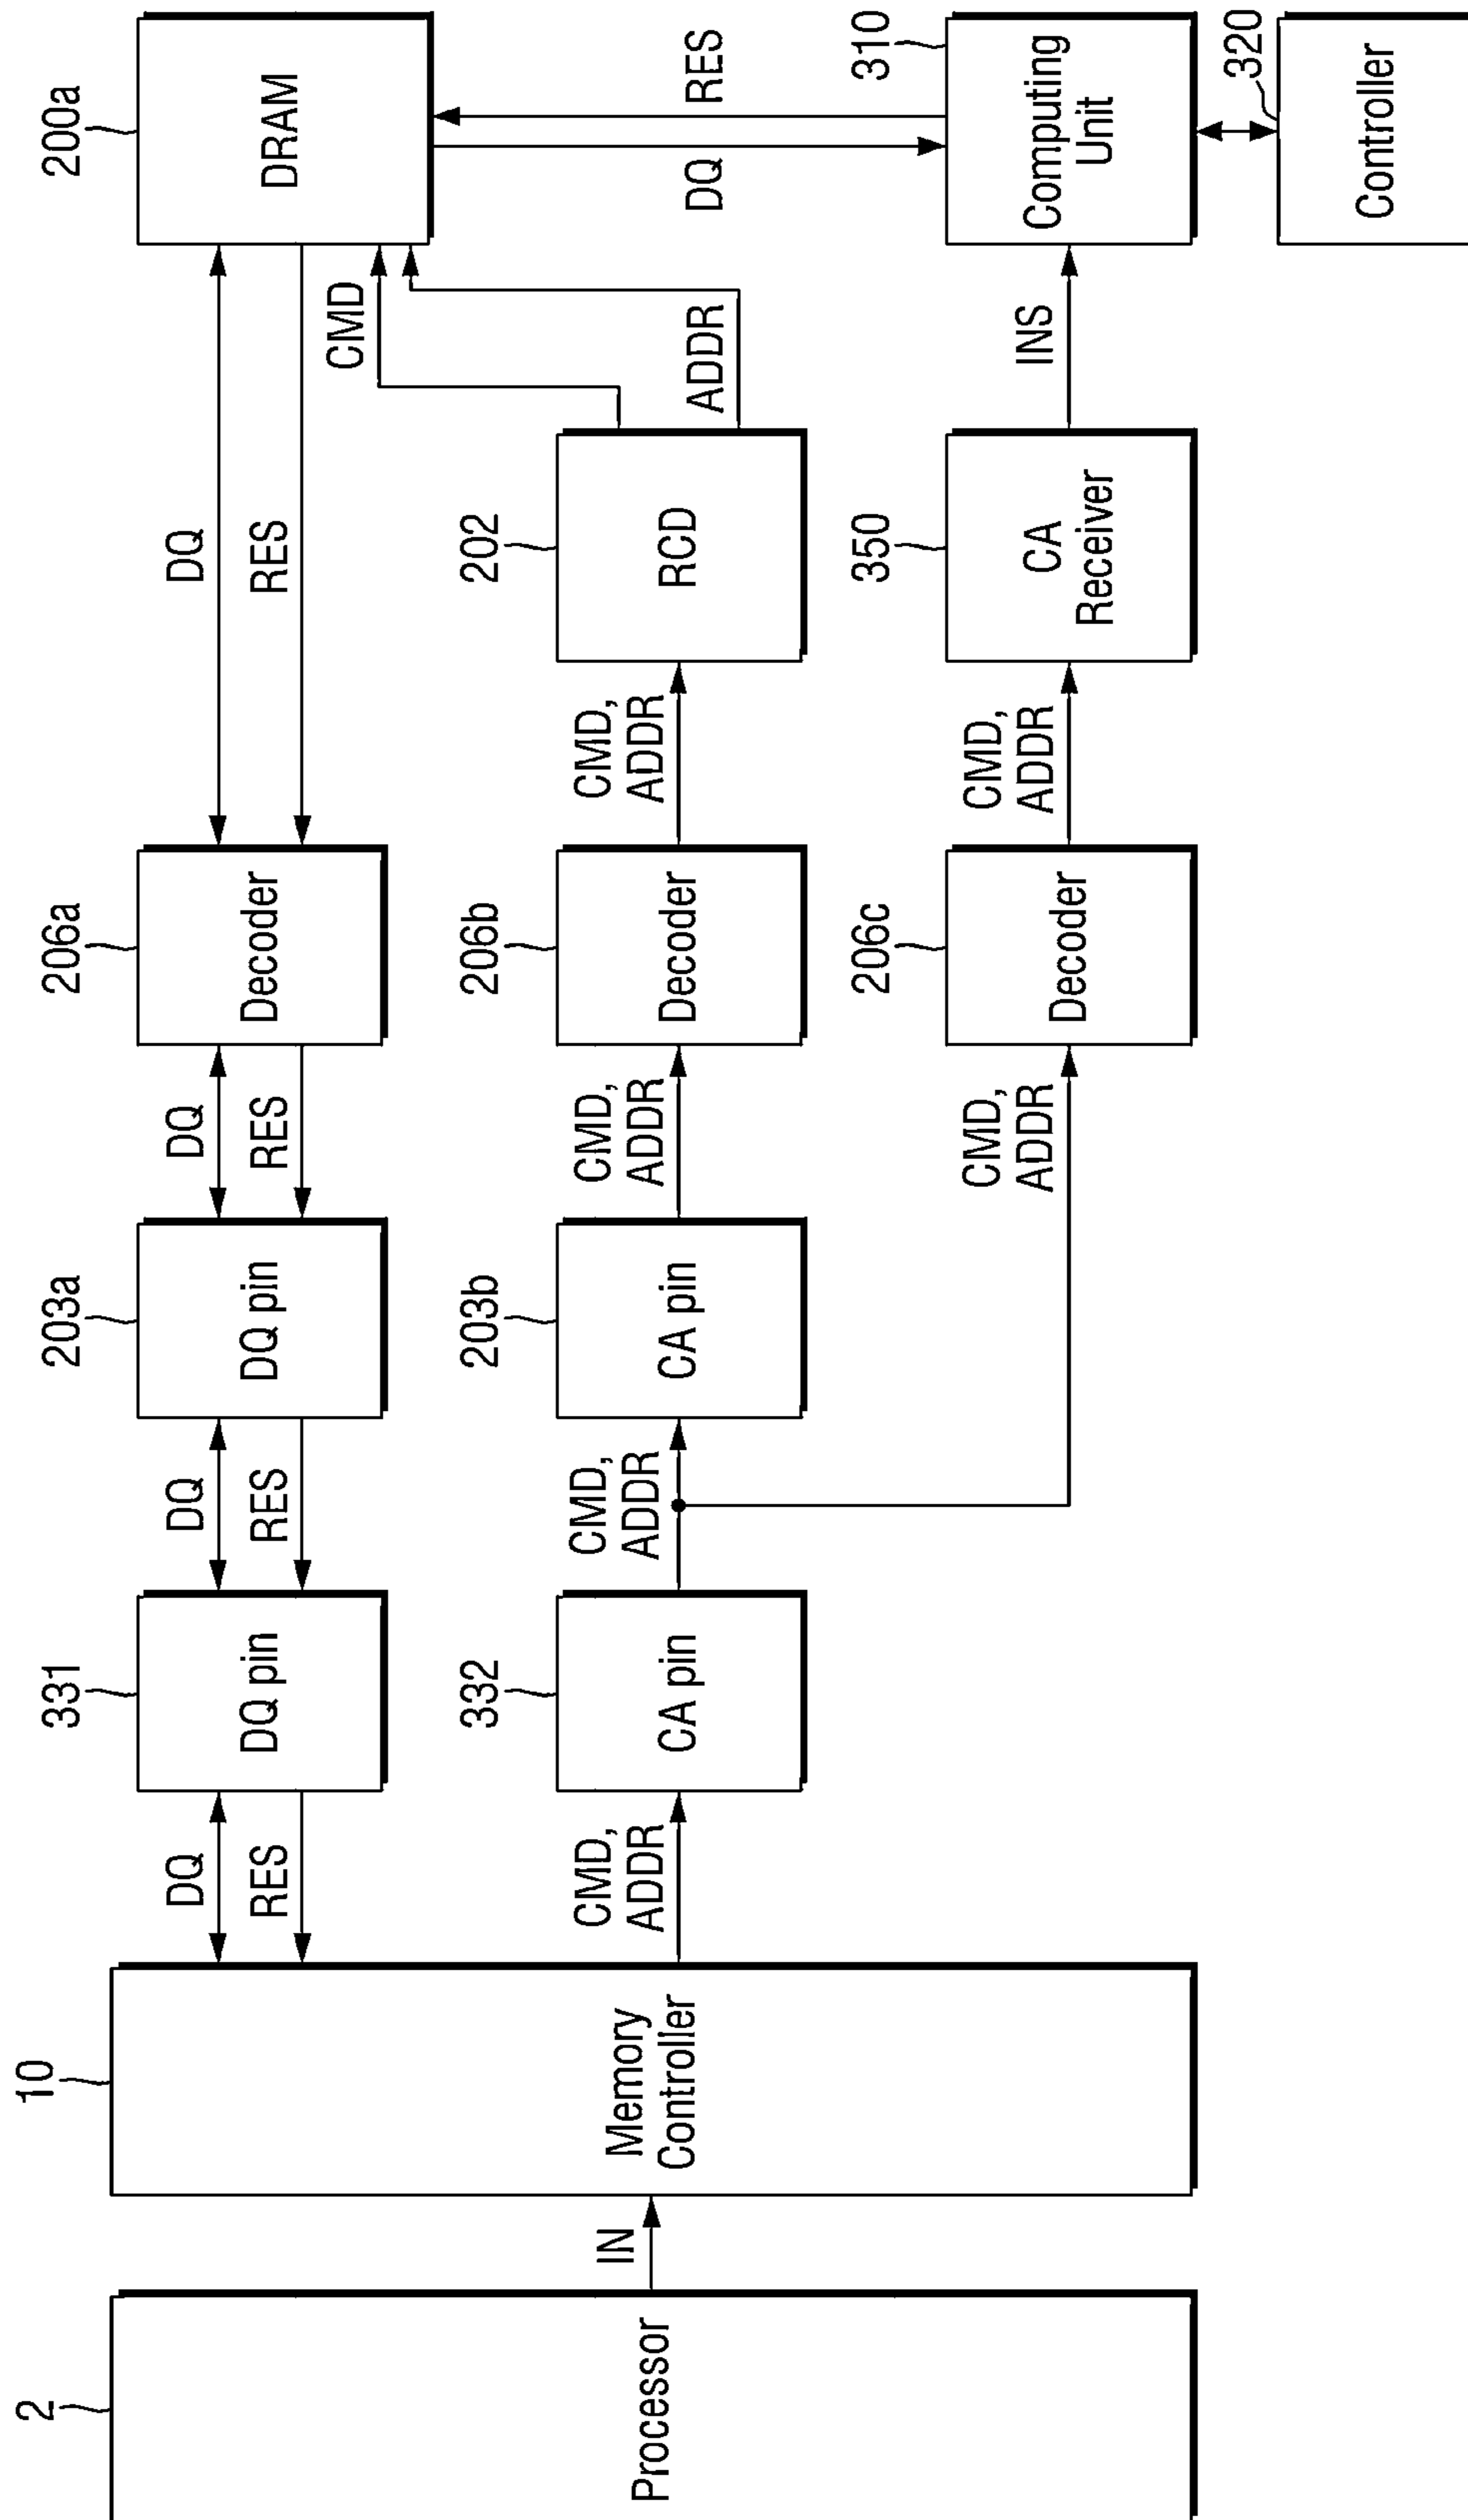 2
Processor
IN
10
Memory
Controller
DQ
RES
CMD,
ADDR
331
DQ pin
332
CA pin
DQ
RES
CMD,
ADDR
203a
DQ pin
203b
CA pin
DQ
RES
CMD,
ADDR
CMD,
ADDR
206a
Decoder
206b
Decoder
206c
Decoder
DQ
RES
CMD,
ADDR
CMD,
ADDR
202
RCD
350
CA
Receiver
CMD
ADDR
INS
200a
DRAM
DQ
RES
310
Computing
Unit
320
Controller